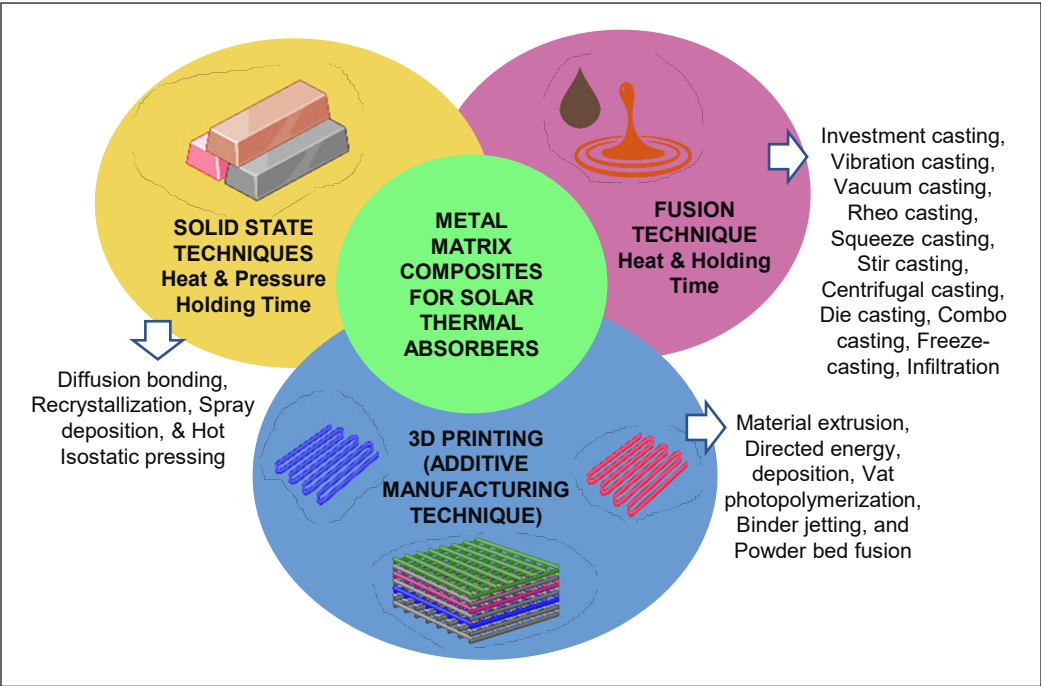 SOLID STATE
TECHNIQUES
Heat & Pressure
Holding Time
Diffusion bonding,
Recrystallization, Spray
deposition, & Hot
Isostatic pressing
METAL
MATRIX
COMPOSITES
FOR SOLAR
THERMAL
ABSORBERS
FUSION
TECHNIQUE
Heat & Holding
Time
Investment casting,
Vibration casting,
Vacuum casting,
Rheo casting,
Squeeze casting,
Stir casting,
Centrifugal casting,
Die casting, Combo
casting, Freeze-
casting, Infiltration
3D PRINTING
(ADDITIVE
MANUFACTURING
TECHNIQUE)
Material extrusion,
Directed energy,
deposition, Vat
photopolymerization,
Binder jetting, and
Powder bed fusion